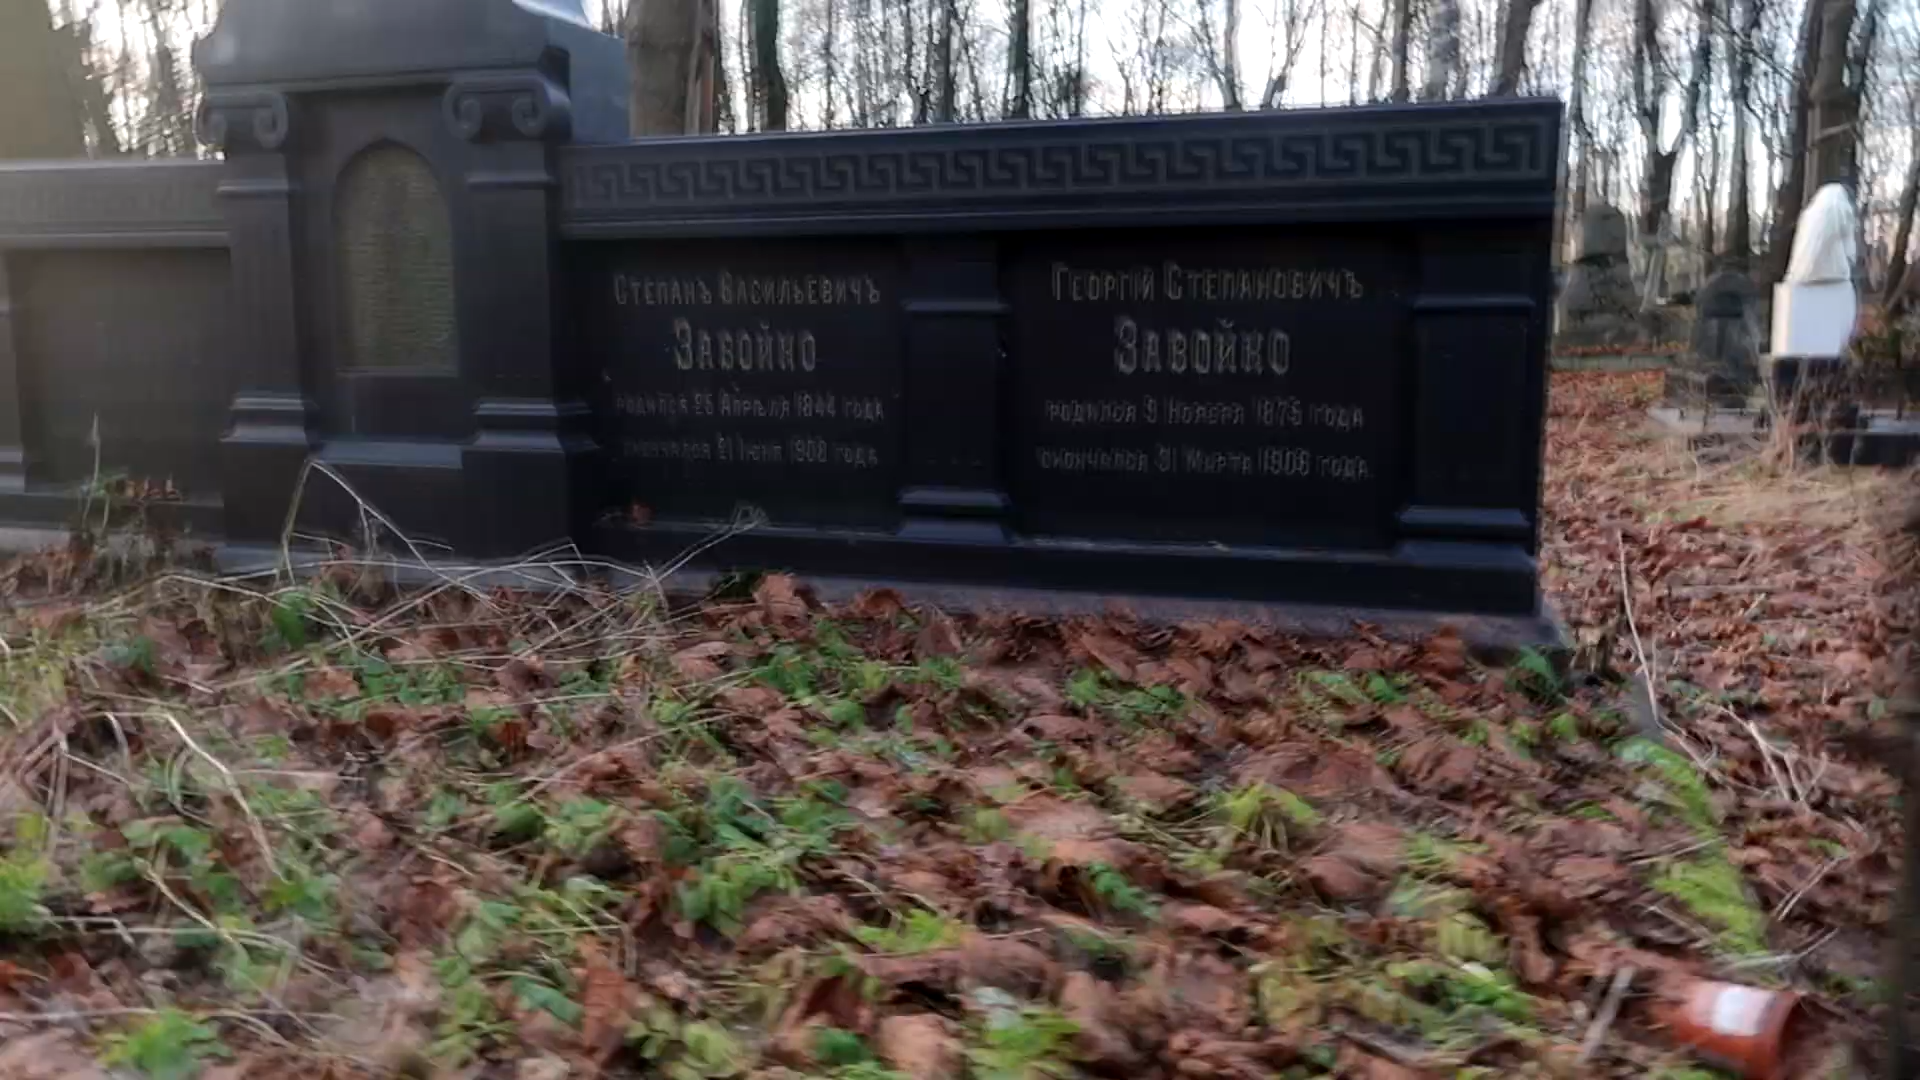 Степанъ Васильевичъ
Завойко
родился 25 Апрѣля 1844 года
скончался 21 Іюня 1908 года
Георгій Степановичъ
Завойко
родился 9 Ноября 1875 года
скончался 31 Марта 1906 года